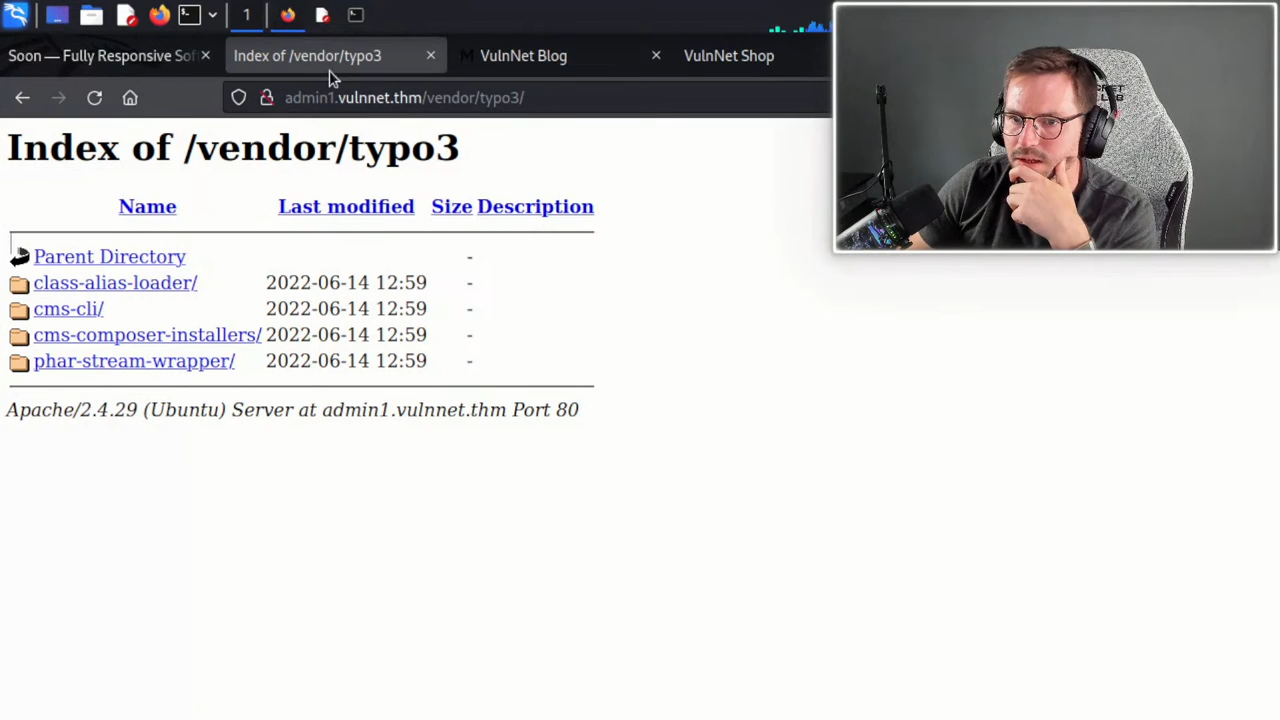 1
Soon — Fully Responsive Sof
Index of /vendor/typo3
VulnNet Blog
VulnNet Shop
admin1.vulnnet.thm/vendor/typo3/
Index of /vendor/typo3
Name Last modified Size Description
Parent Directory -
class-alias-loader/ 2022-06-14 12:59 -
cms-cli/ 2022-06-14 12:59 -
cms-composer-installers/ 2022-06-14 12:59 -
phar-stream-wrapper/ 2022-06-14 12:59 -
Apache/2.4.29 (Ubuntu) Server at admin1.vulnnet.thm Port 80